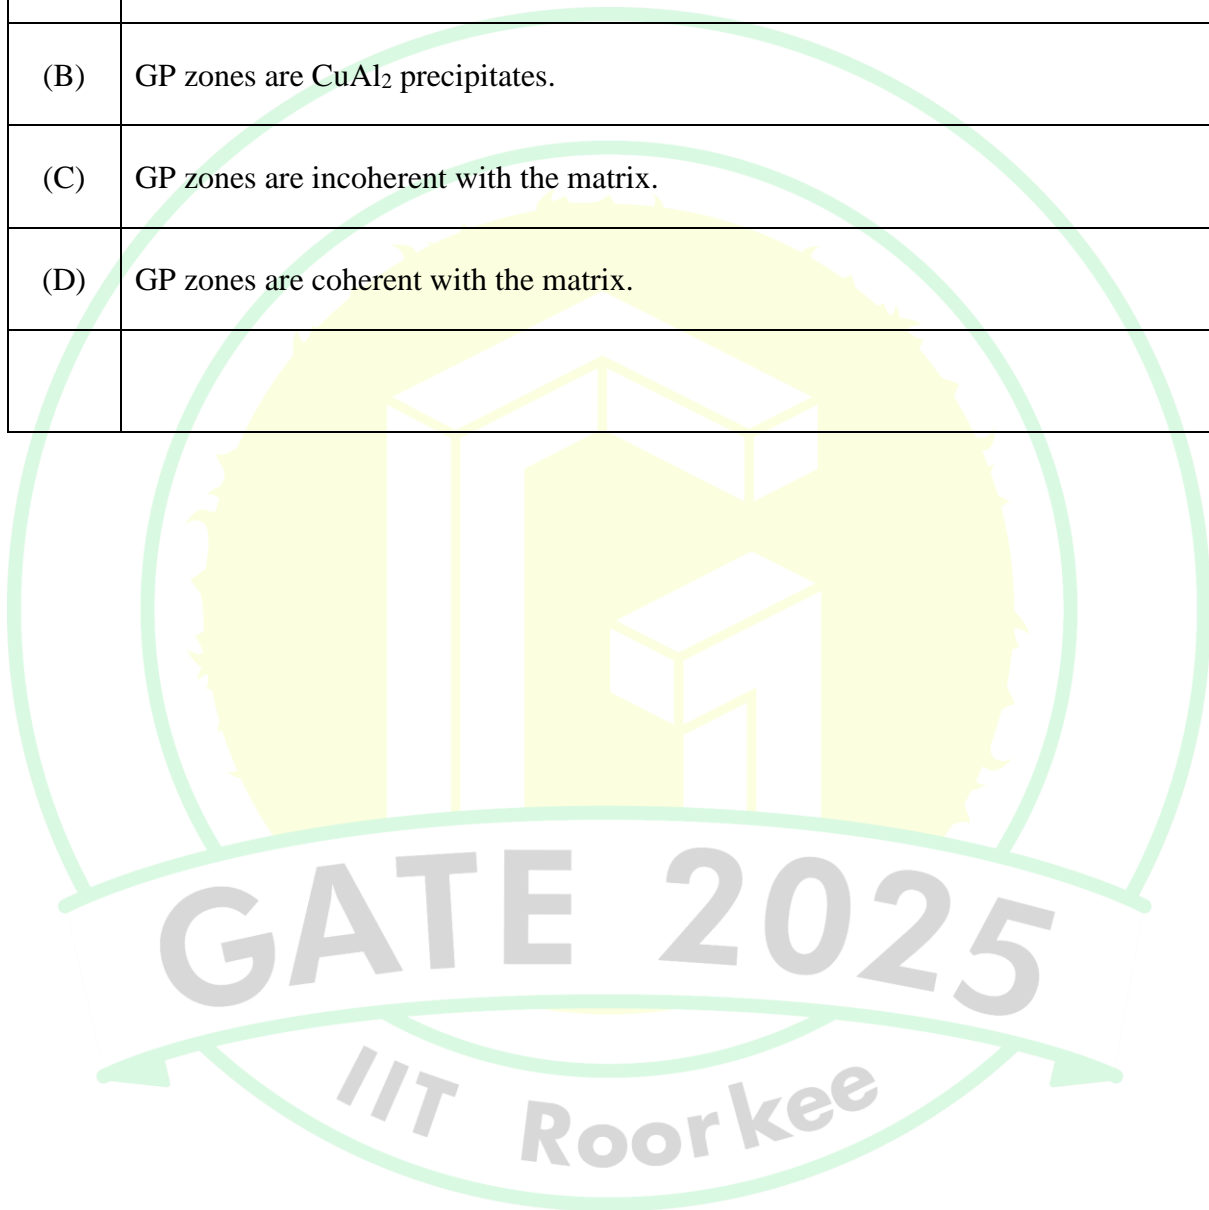 (B) GP zones are CuAl₂ precipitates.
(C) GP zones are incoherent with the matrix.
(D) GP zones are coherent with the matrix.
GATE 2025
IIT Roorkee